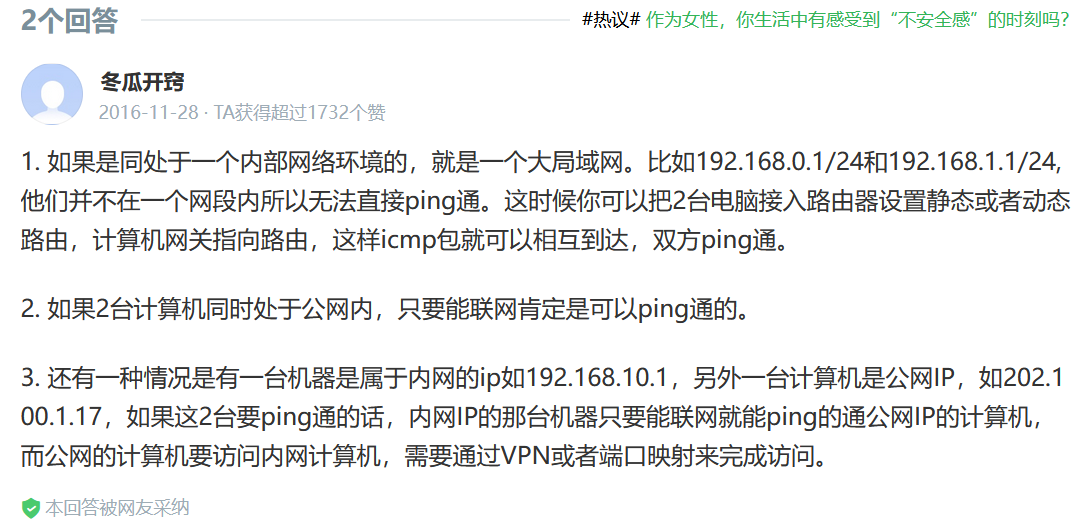 2个回答
#热议# 作为女性，你生活中有感受到“不安全感”的时刻吗？
冬瓜开窍
2016-11-28 · TA获得超过1732个赞
1. 如果是同处于一个内部网络环境的，就是一个大局域网。比如192.168.0.1/24和192.168.1.1/24,
他们并不在一个网段内所以无法直接ping通。这时候你可以把2台电脑接入路由器设置静态或者动态
路由，计算机网关指向路由，这样icmp包就可以相互到达，双方ping通。
2. 如果2台计算机同时处于公网内，只要能联网肯定是可以ping通的。
3. 还有一种情况是有一台机器是属于内网的ip如192.168.10.1，另外一台计算机是公网IP，如202.1
00.1.17，如果这2台要ping通的话，内网IP的那台机器只要能联网就能ping的通公网IP的计算机，
而公网的计算机要访问内网计算机，需要通过VPN或者端口映射来完成访问。
本回答被网友采纳